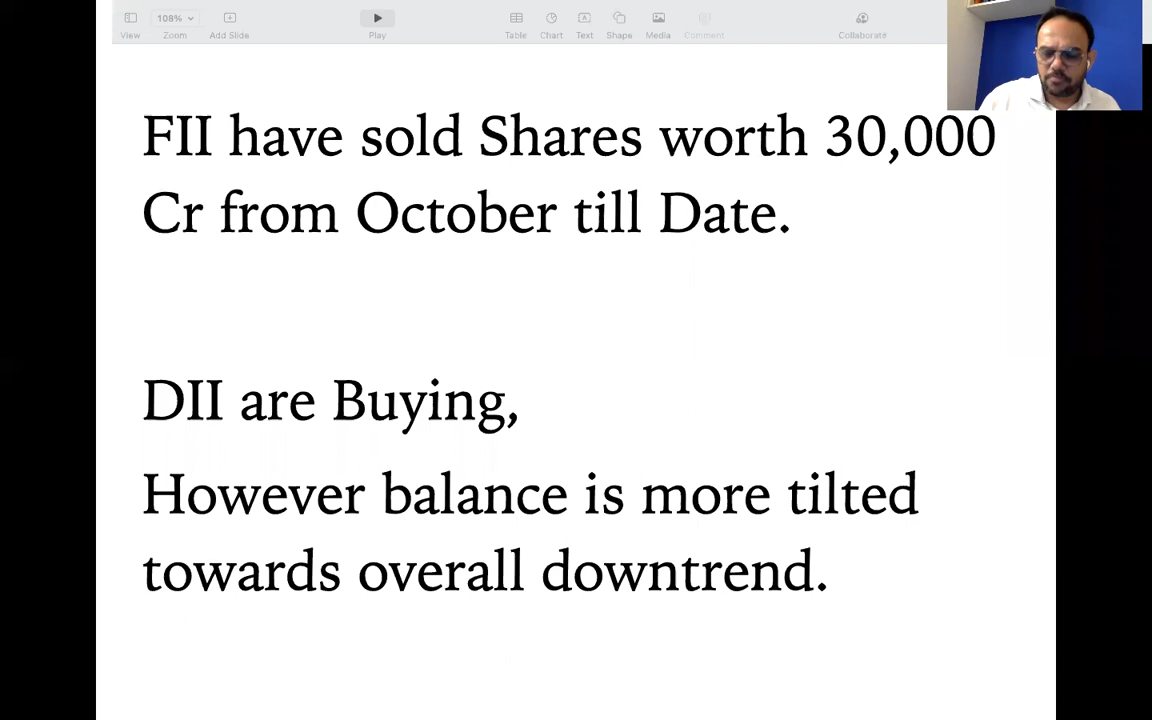 108%
View Zoom Add Slide Play Table Chart Text Shape Media Comment Collaborate
FII have sold Shares worth 30,000
Cr from October till Date.
DII are Buying,
However balance is more tilted
towards overall downtrend.